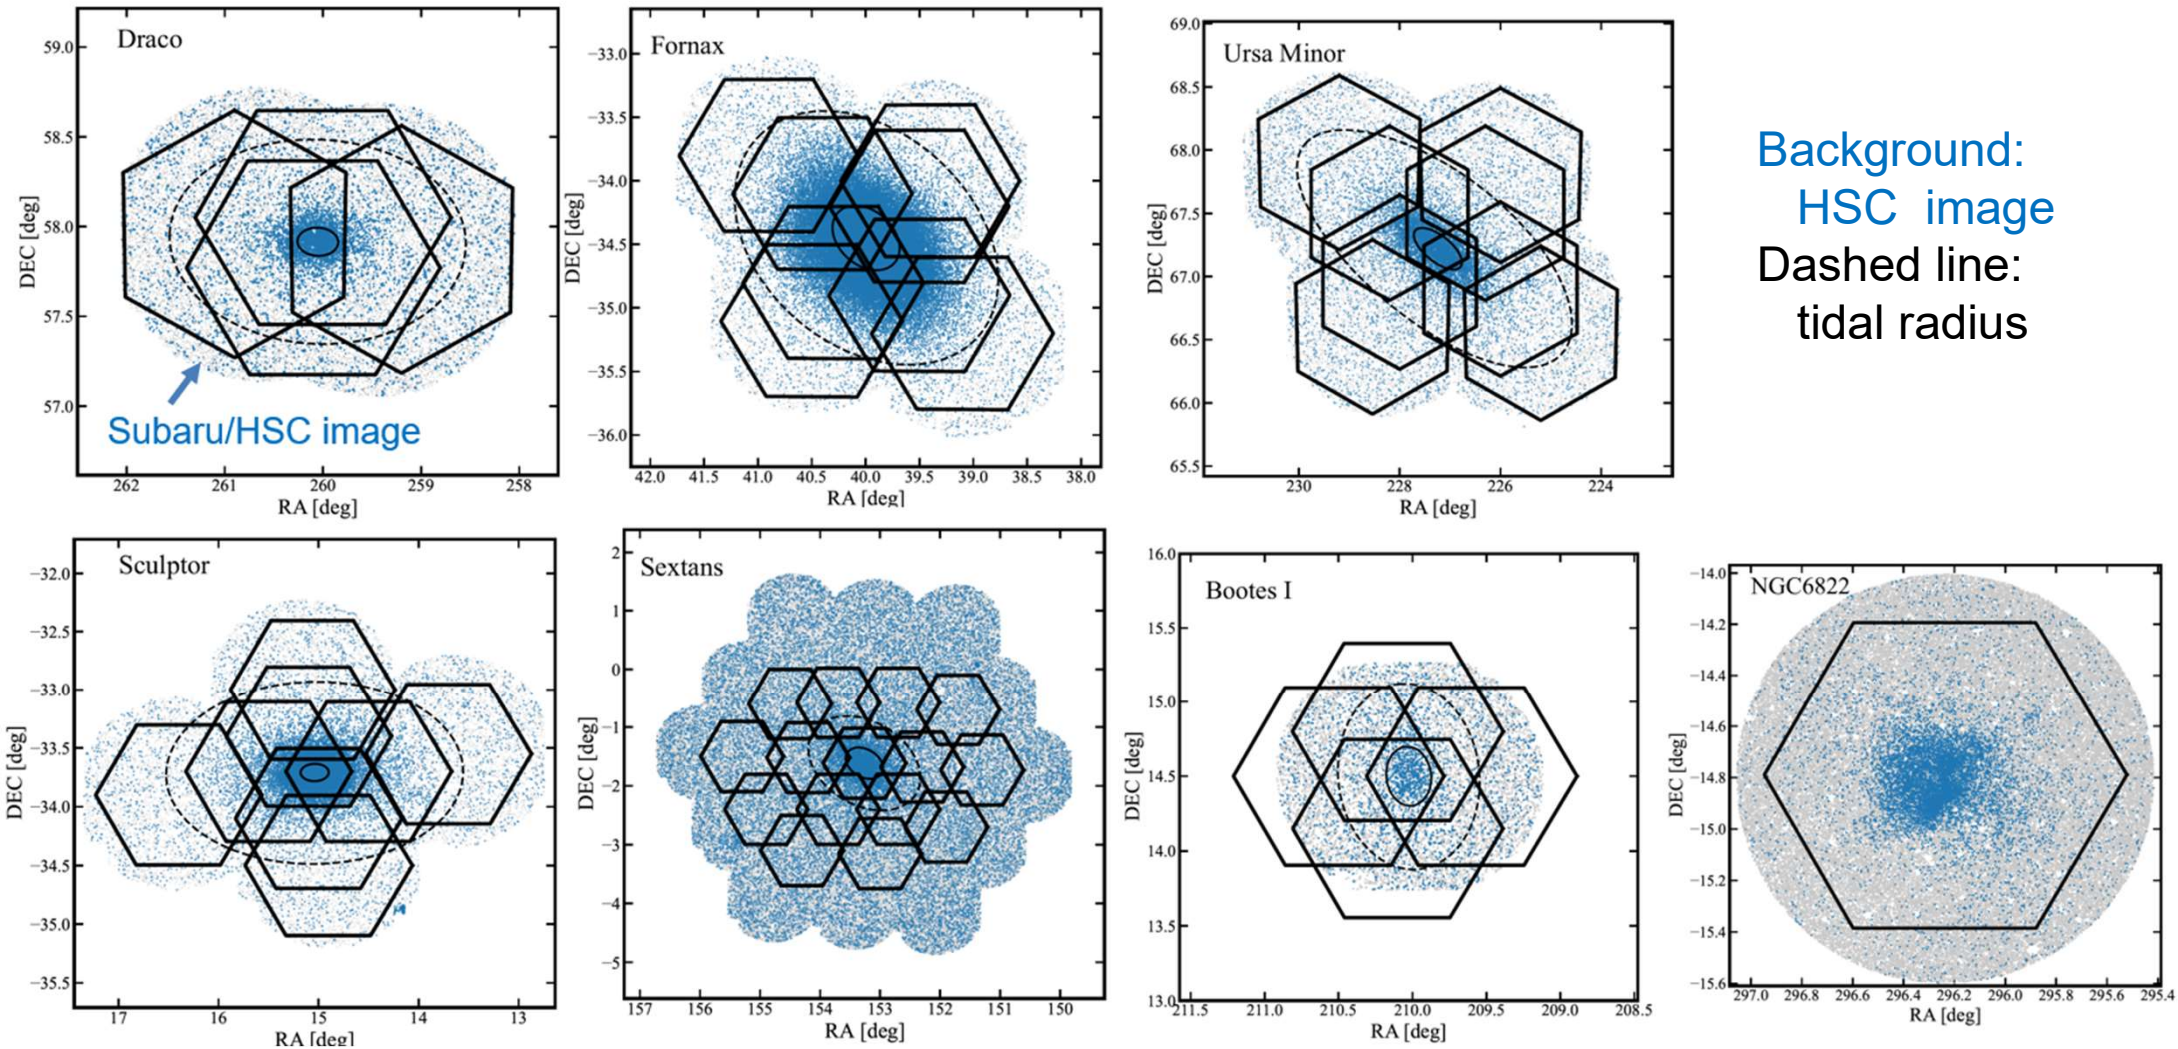 Draco
59.0
58.5
58.0
57.5
57.0
DEC [deg]
262 261 260 259 258
RA [deg]
Subaru/HSC image
Fornax
−33.0
−33.5
−34.0
−34.5
−35.0
−35.5
−36.0
DEC [deg]
42.0 41.5 41.0 40.5 40.0 39.5 39.0 38.5 38.0
RA [deg]
Ursa Minor
69.0
68.5
68.0
67.5
67.0
66.5
66.0
65.5
DEC [deg]
230 228 226 224
RA [deg]
Background:
HSC image
Dashed line:
tidal radius
Sculptor
−32.0
−32.5
−33.0
−33.5
−34.0
−34.5
−35.0
−35.5
DEC [deg]
17 16 15 14 13
RA [deg]
Sextans
2
1
0
−1
−2
−3
−4
−5
DEC [deg]
157 156 155 154 153 152 151 150
RA [deg]
Bootes I
16.0
15.5
15.0
14.5
14.0
13.5
13.0
DEC [deg]
211.5 211.0 210.5 210.0 209.5 209.0 208.5
RA [deg]
NGC6822
−14.0
−14.2
−14.4
−14.6
−14.8
−15.0
−15.2
−15.4
−15.6
DEC [deg]
297.0 296.8 296.6 296.4 296.2 296.0 295.8 295.6 295.4
RA [deg]